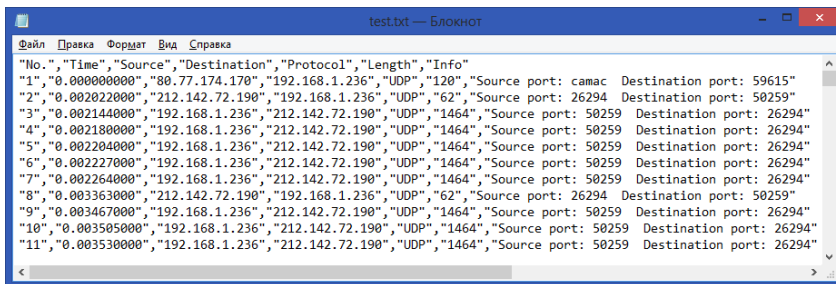 test.txt — Блокнот
Файл Правка Формат Вид Справка
"No.","Time","Source","Destination","Protocol","Length","Info"
"1","0.000000000","80.77.174.170","192.168.1.236","UDP","120","Source port: camac  Destination port: 59615"
"2","0.002022000","212.142.72.190","192.168.1.236","UDP","62","Source port: 26294  Destination port: 50259"
"3","0.002144000","192.168.1.236","212.142.72.190","UDP","1464","Source port: 50259  Destination port: 26294"
"4","0.002180000","192.168.1.236","212.142.72.190","UDP","1464","Source port: 50259  Destination port: 26294"
"5","0.002204000","192.168.1.236","212.142.72.190","UDP","1464","Source port: 50259  Destination port: 26294"
"6","0.002227000","192.168.1.236","212.142.72.190","UDP","1464","Source port: 50259  Destination port: 26294"
"7","0.002264000","192.168.1.236","212.142.72.190","UDP","1464","Source port: 50259  Destination port: 26294"
"8","0.003363000","212.142.72.190","192.168.1.236","UDP","62","Source port: 26294  Destination port: 50259"
"9","0.003467000","192.168.1.236","212.142.72.190","UDP","1464","Source port: 50259  Destination port: 26294"
"10","0.003505000","192.168.1.236","212.142.72.190","UDP","1464","Source port: 50259  Destination port: 26294"
"11","0.003530000","192.168.1.236","212.142.72.190","UDP","1464","Source port: 50259  Destination port: 26294"